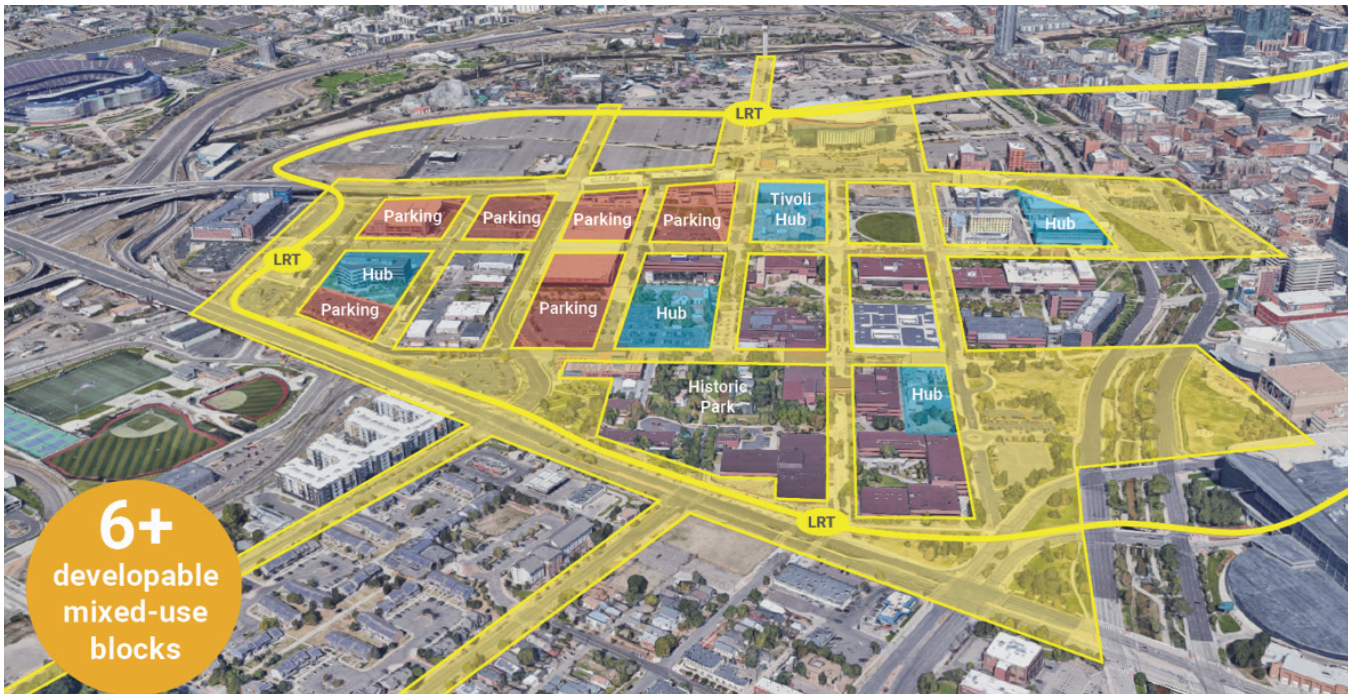 LRT
Parking
Parking
Parking
Parking
Tivoli
Hub
Hub
LRT
Hub
Parking
Parking
Hub
Historic
Park
Hub
LRT
6+
developable
mixed-use
blocks